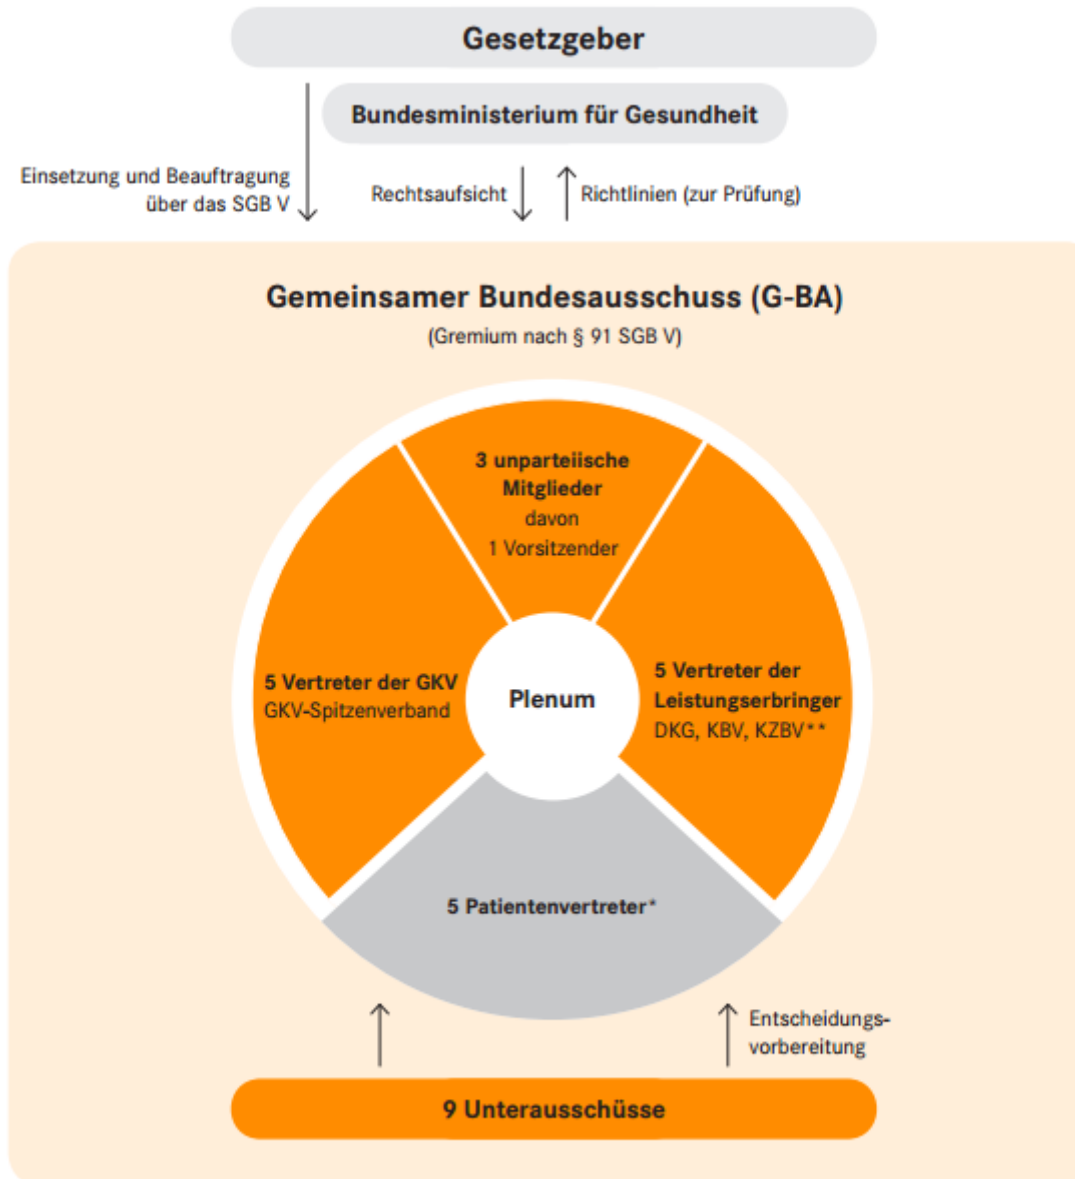 Gesetzgeber
Bundesministerium für Gesundheit
Einsetzung und Beauftragung
über das SGB V
Rechtsaufsicht
Richtlinien (zur Prüfung)
Gemeinsamer Bundesausschuss (G-BA)
(Gremium nach § 91 SGB V)
3 unparteiische
Mitglieder
davon
1 Vorsitzender
5 Vertreter der GKV
GKV-Spitzenverband
Plenum
5 Vertreter der
Leistungserbringer
DKG, KBV, KZBV**
5 Patientenvertreter*
Entscheidungs-
vorbereitung
9 Unterausschüsse